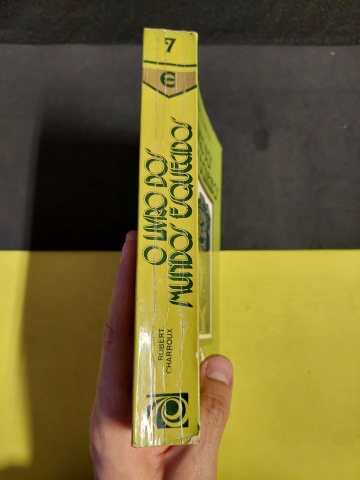 7
O LIVRO DOS
MUNDOS ESQUECIDOS
ROBERT
CHARROUX